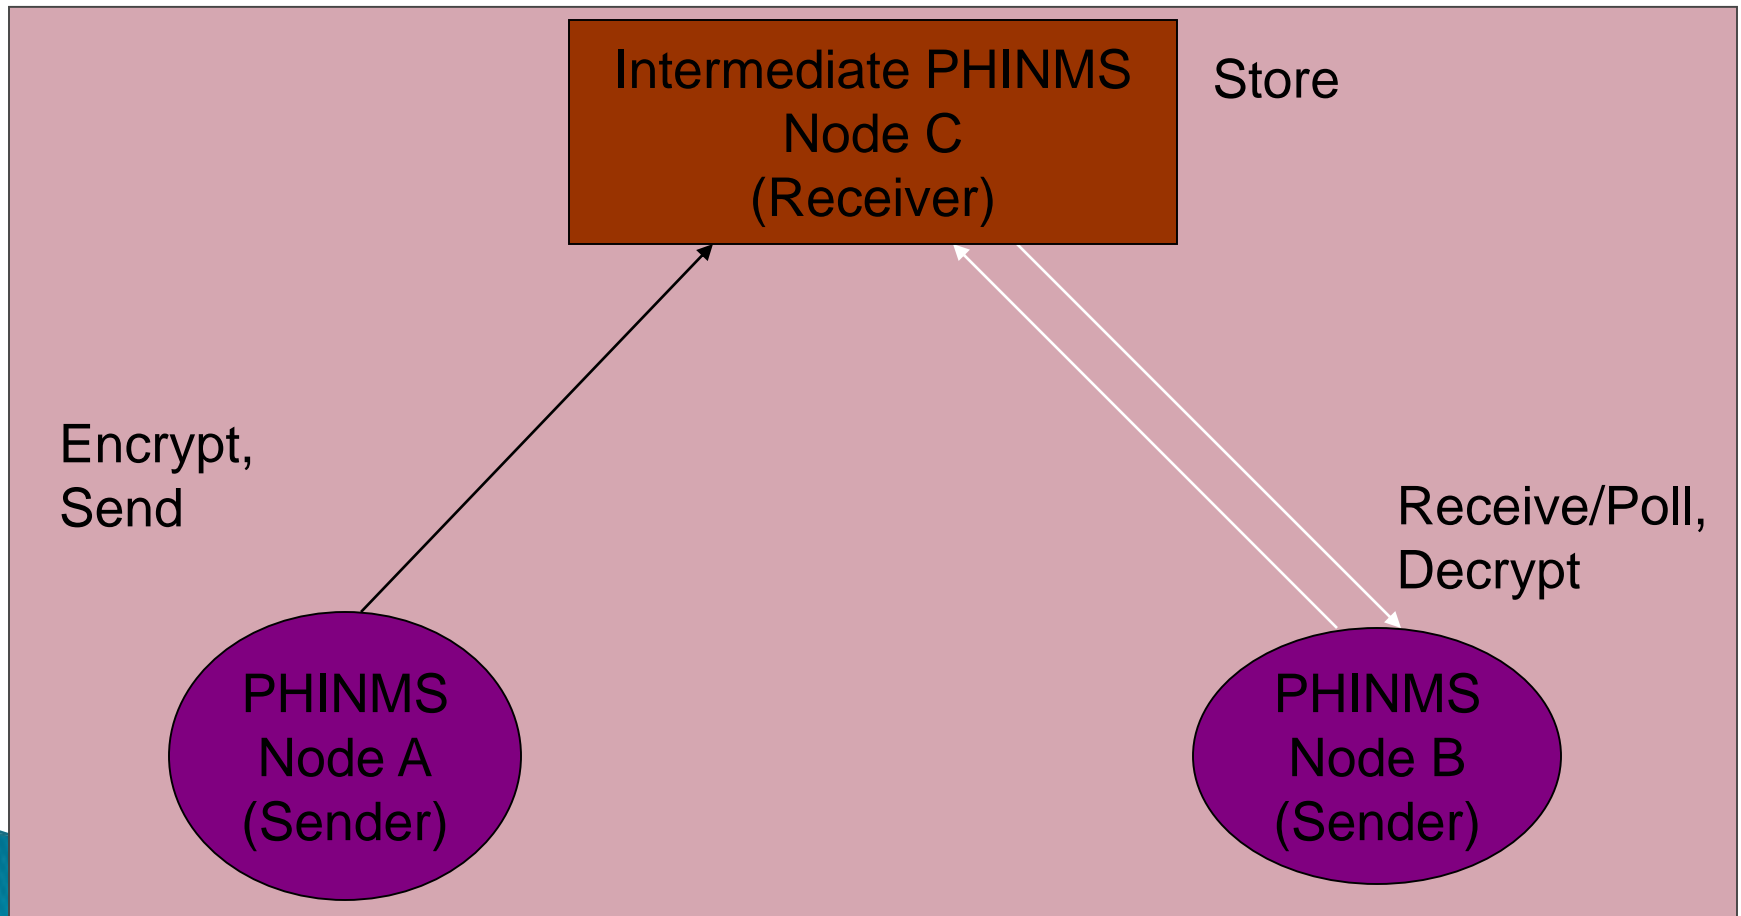 Intermediate PHINMS
Node C
(Receiver)
Store
Encrypt,
Send
Receive/Poll,
Decrypt
PHINMS
Node A
(Sender)
PHINMS
Node B
(Sender)